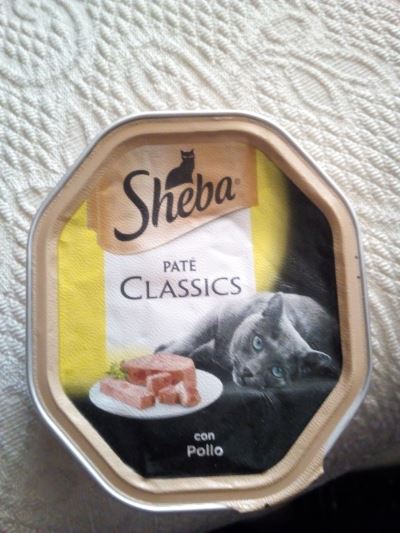 Sheba®
PATÉ
CLASSICS
con
Pollo